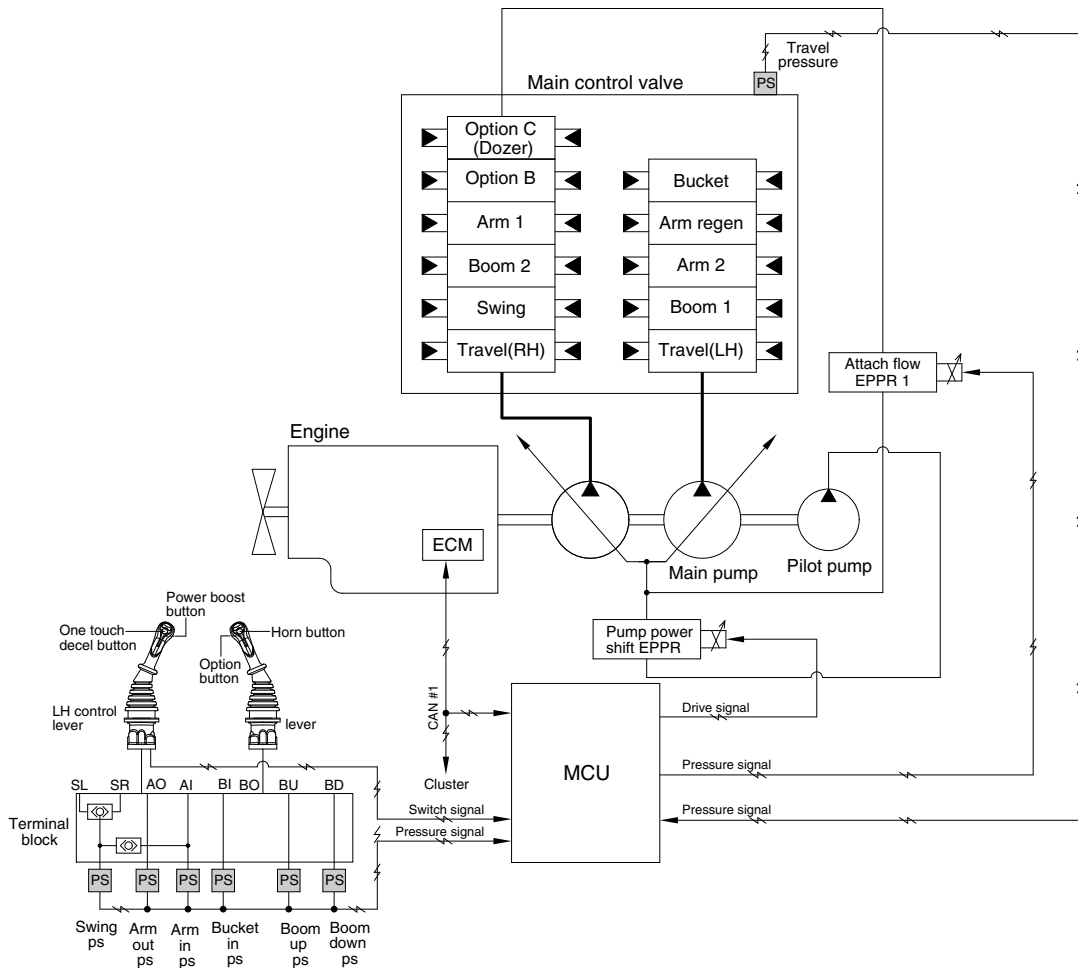 Travel
pressure
PS
Main control valve
Option C
(Dozer)
Option B
Arm 1
Boom 2
Swing
Travel(RH)
Bucket
Arm regen
Arm 2
Boom 1
Travel(LH)
Attach flow
EPPR 1
Engine
ECM
Main pump
Pilot pump
Pump power
shift EPPR
Power boost
button
One touch
decel button
Horn button
Option
button
LH control
lever
lever
CAN #1
Cluster
Drive signal
MCU
Pressure signal
Switch signal
Pressure signal
Pressure signal
SL SR AO AI BI BO BU BD
Terminal
block
PS PS PS PS PS PS
Swing
ps
Arm
out
ps
Arm
in
ps
Bucket
in
ps
Boom
up
ps
Boom
down
ps